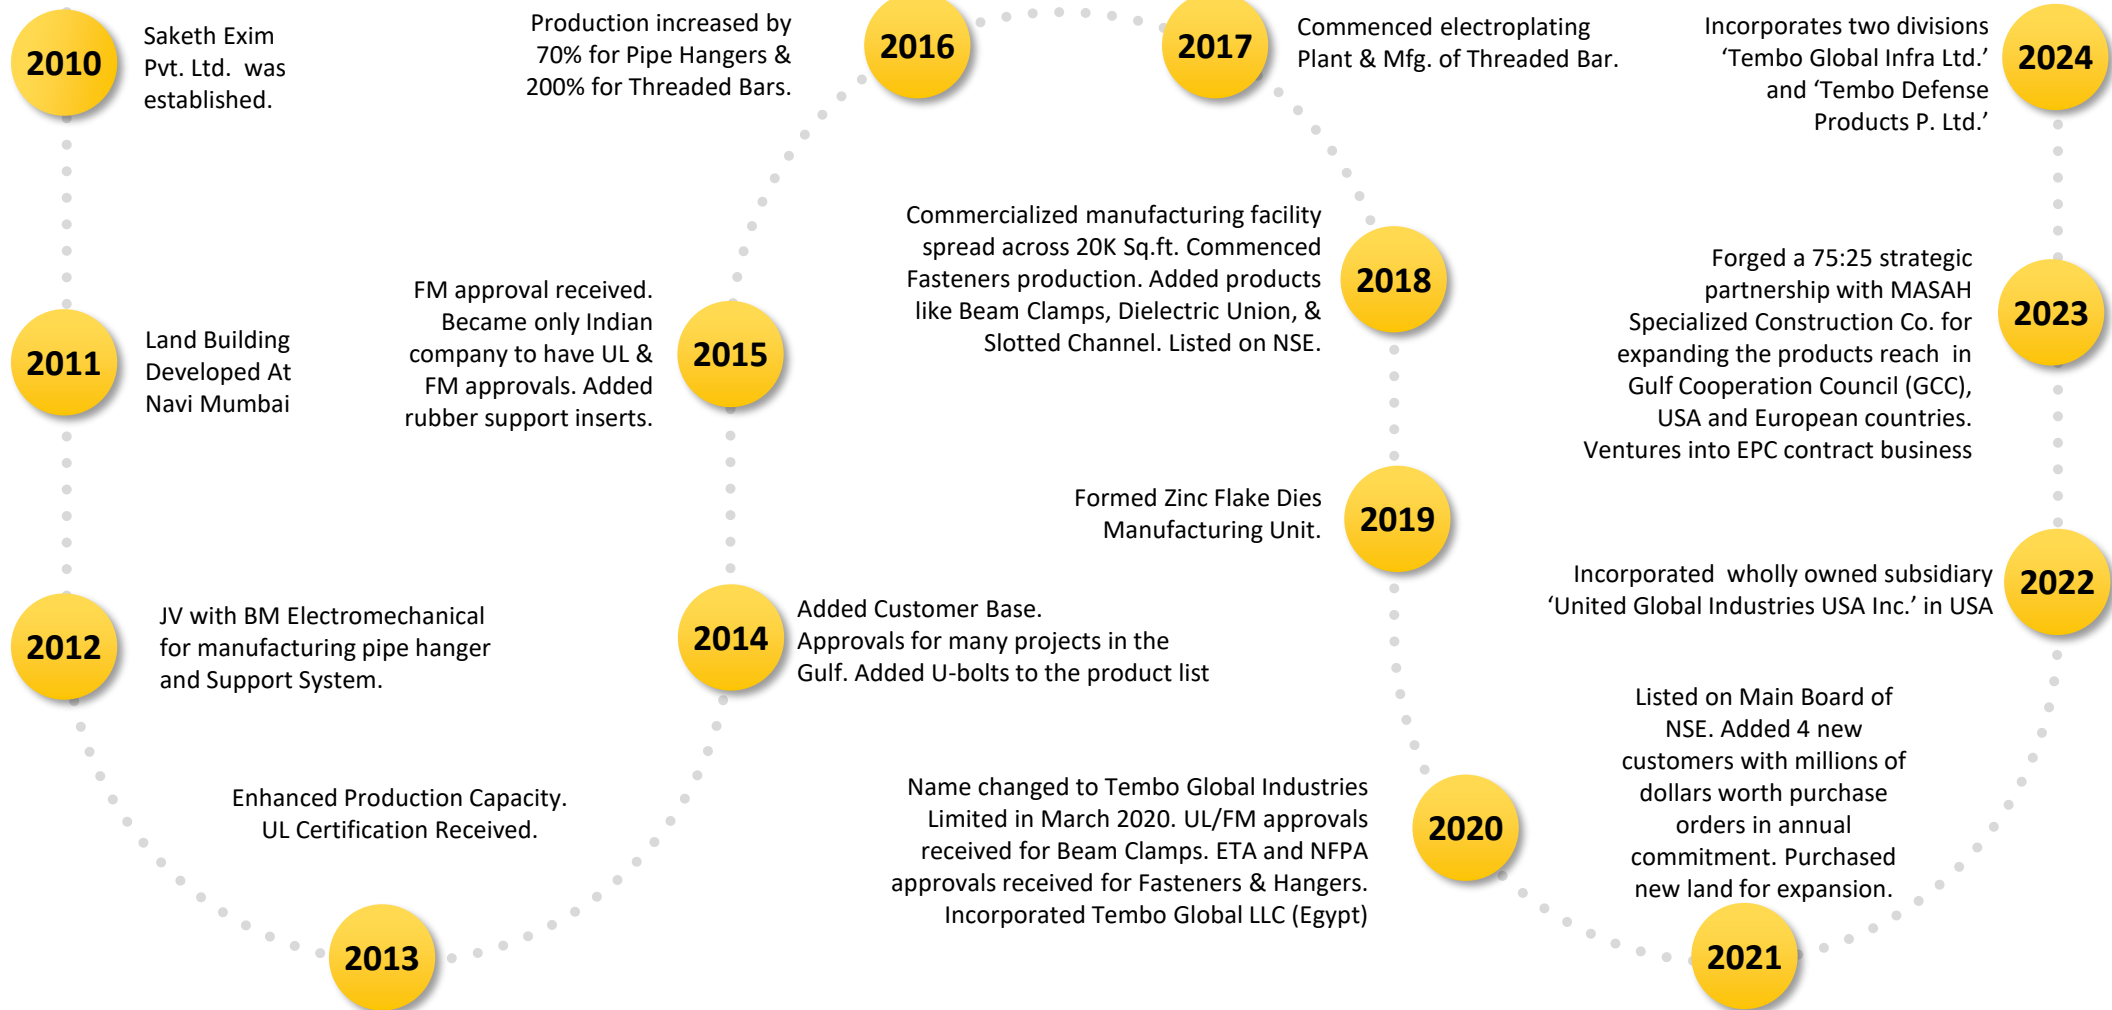 2010
Saketh Exim
Pvt. Ltd. was
established.
2011
Land Building
Developed At
Navi Mumbai
2012
JV with BM Electromechanical
for manufacturing pipe hanger
and Support System.
Enhanced Production Capacity.
UL Certification Received.
2013
2014
Added Customer Base.
Approvals for many projects in the
Gulf. Added U-bolts to the product list
FM approval received.
Became only Indian
company to have UL &
FM approvals. Added
rubber support inserts.
2015
Production increased by
70% for Pipe Hangers &
200% for Threaded Bars.
2016
2017
Commenced electroplating
Plant & Mfg. of Threaded Bar.
Commercialized manufacturing facility
spread across 20K Sq.ft. Commenced
Fasteners production. Added products
like Beam Clamps, Dielectric Union, &
Slotted Channel. Listed on NSE.
2018
Formed Zinc Flake Dies
Manufacturing Unit.
2019
Name changed to Tembo Global Industries
Limited in March 2020. UL/FM approvals
received for Beam Clamps. ETA and NFPA
approvals received for Fasteners & Hangers.
Incorporated Tembo Global LLC (Egypt)
2020
Listed on Main Board of
NSE. Added 4 new
customers with millions of
dollars worth purchase
orders in annual
commitment. Purchased
new land for expansion.
2021
Incorporated wholly owned subsidiary
‘United Global Industries USA Inc.’ in USA
2022
Forged a 75:25 strategic
partnership with MASAH
Specialized Construction Co. for
expanding the products reach in
Gulf Cooperation Council (GCC),
USA and European countries.
Ventures into EPC contract business
2023
Incorporates two divisions
‘Tembo Global Infra Ltd.’
and ‘Tembo Defense
Products P. Ltd.’
2024